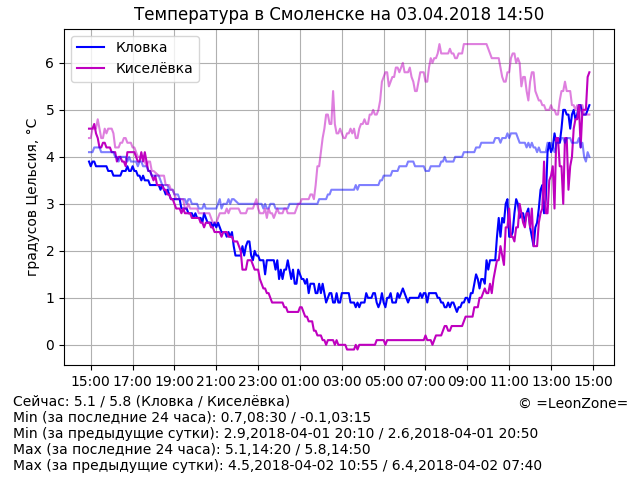 Температура в Смоленске на 03.04.2018 14:50
Кловка
Киселёвка
градусов Цельсия, °C
6
5
4
3
2
1
0
15:00 17:00 19:00 21:00 23:00 01:00 03:00 05:00 07:00 09:00 11:00 13:00 15:00
Сейчас: 5.1 / 5.8 (Кловка / Киселёвка)
© =LeonZone=
Min (за последние 24 часа): 0.7,08:30 / -0.1,03:15
Min (за предыдущие сутки): 2.9,2018-04-01 20:10 / 2.6,2018-04-01 20:50
Max (за последние 24 часа): 5.1,14:20 / 5.8,14:50
Max (за предыдущие сутки): 4.5,2018-04-02 10:55 / 6.4,2018-04-02 07:40